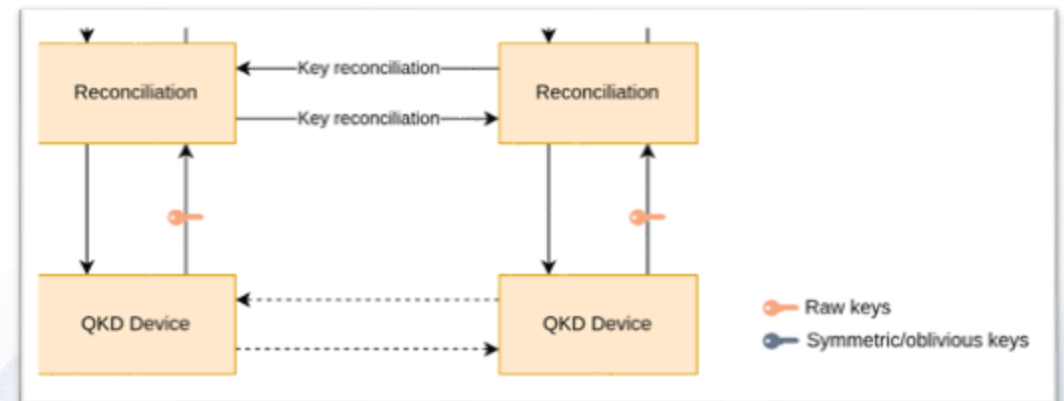 Reconciliation
Key reconciliation
Key reconciliation
Reconciliation
QKD Device
QKD Device
Raw keys
Symmetric/oblivious keys